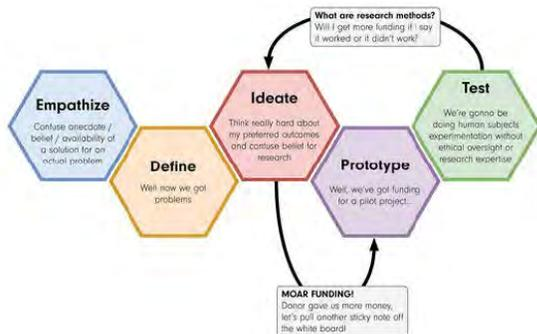 What are research methods?
Will I get more funding if I say
it worked or it didn't work?
Empathize
Confuse anecdote /
belief / availability of
a solution for an
actual problem
Define
Well now we got
problems
Ideate
Think really hard about
my preferred outcomes
and confuse belief for
research
Prototype
Well, we've got funding
for a pilot project...
Test
We're gonna be
doing human subjects
experimentation without
ethical oversight or
research expertise
MOAR FUNDING!
Donor gave us more money,
let's pull another sticky note off
the white board!